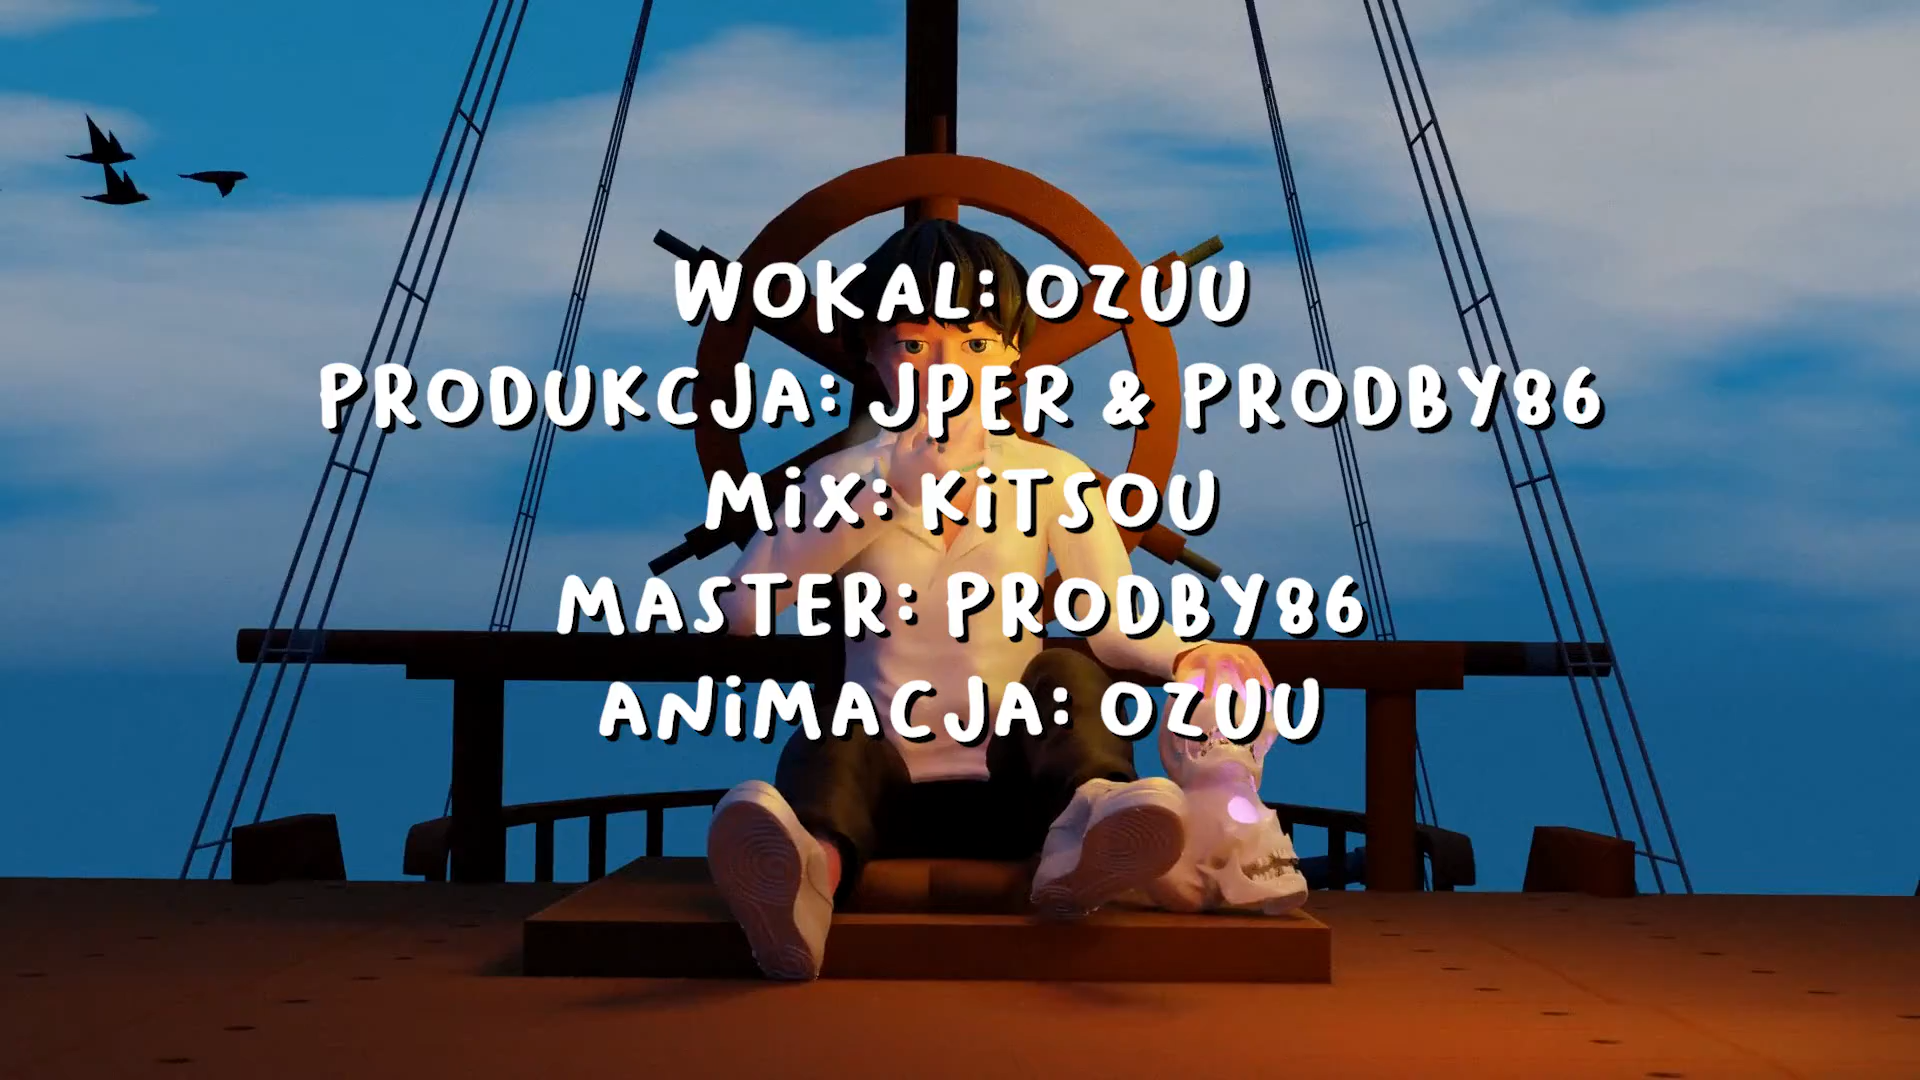 WOKAL: OZUU
PRODUKCJA: JPER & PRODBY86
MiX: KiTSOU
MASTER: PRODBY86
ANiMACJA: OZUU